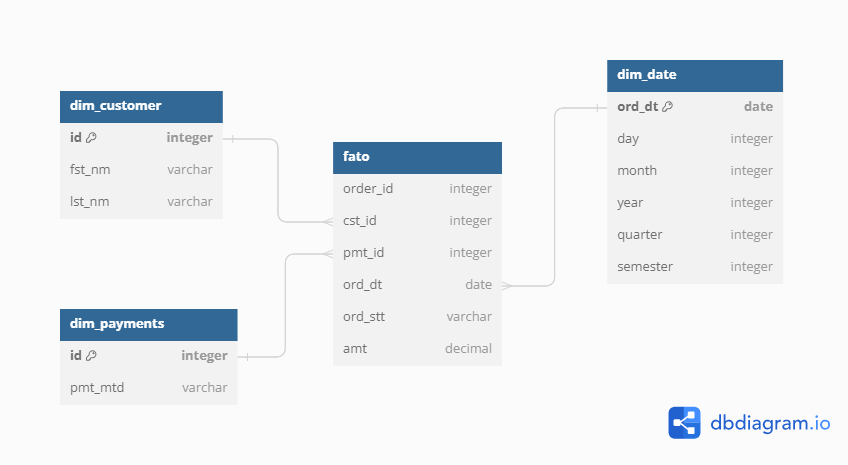 dim_customer
id integer
fst_nm varchar
lst_nm varchar
dim_payments
id integer
pmt_mtd varchar
fato
order_id integer
cst_id integer
pmt_id integer
ord_dt date
ord_stt varchar
amt decimal
dim_date
ord_dt date
day integer
month integer
year integer
quarter integer
semester integer
dbdiagram.io